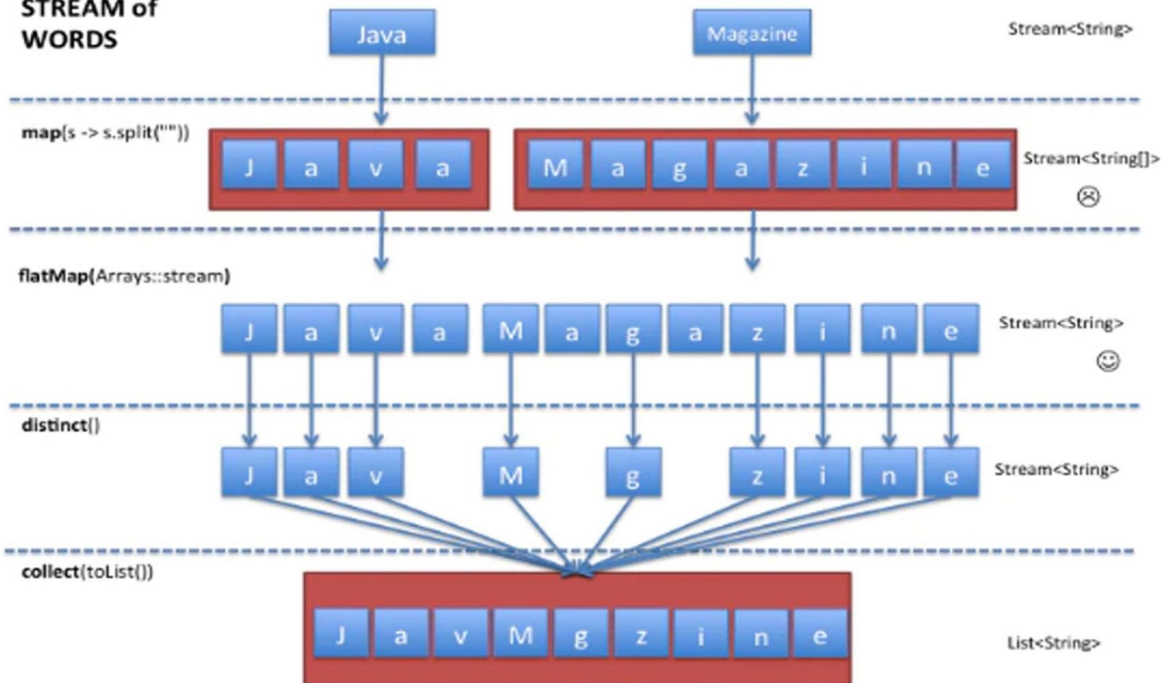 STREAM of
WORDS
Java
Magazine
Stream<String>
map(s -> s.split(""))
J a v a
M a g a z i n e
Stream<String[]>
☹
flatMap(Arrays::stream)
J a v a M a g a z i n e
Stream<String>
☺
distinct()
J a v M g z i n e
Stream<String>
collect(toList())
J a v M g z i n e
List<String>